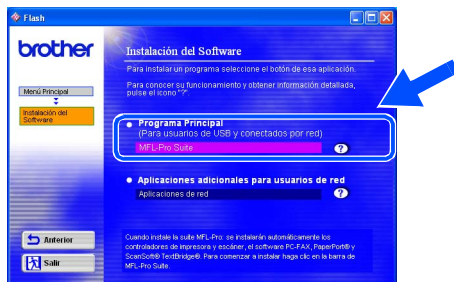 Flash
brother
Instalación del Software
Para instalar un programa seleccione el botón de esa aplicación.
Para conocer su funcionamiento y obtener información detallada,
pulse el icono "?".
Menú Principal
Instalación del
Software
Programa Principal
(Para usuarios de USB y conectados por red)
MFL-Pro Suite
?
Aplicaciones adicionales para usuarios de red
Aplicaciones de red
?
Anterior
Salir
Cuando instale la suite MFL-Pro: se instalarán automáticamente los
controladores de impresora y escáner, el software PC-FAX, PaperPort® y
ScanSoft® TextBridge®. Para comenzar a instalar haga clic en la barra de
MFL-Pro Suite.